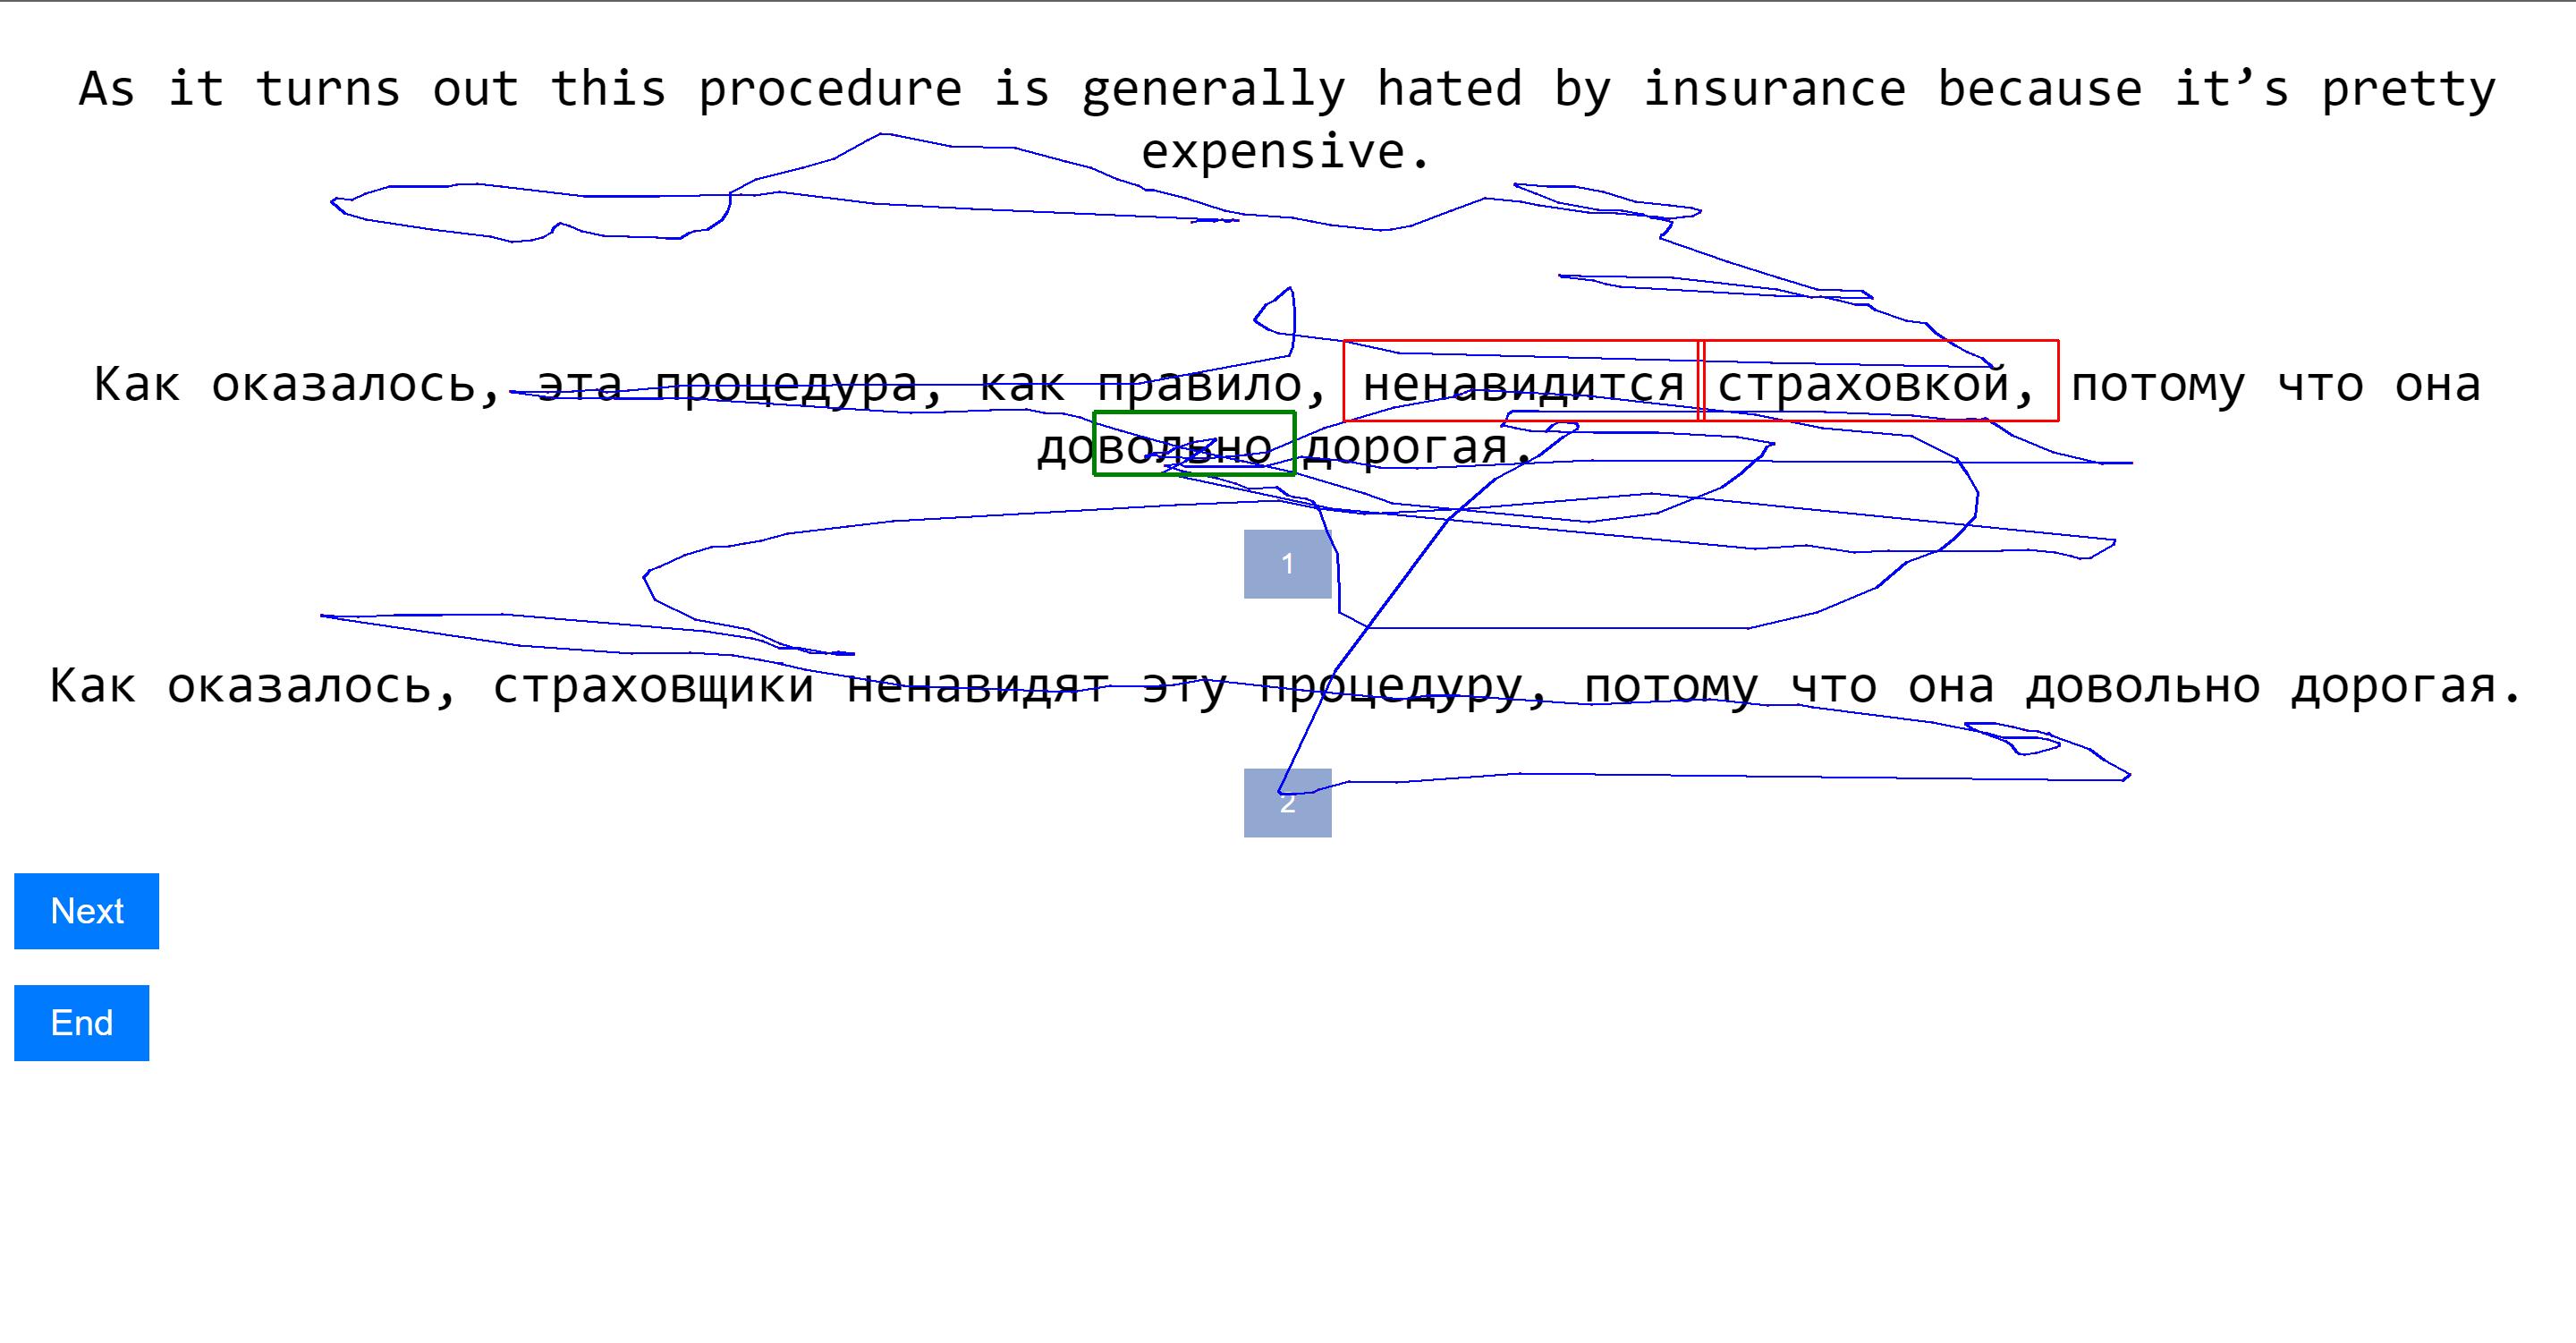 As it turns out this procedure is generally hated by insurance because it’s pretty
expensive.
Как оказалось, эта процедура, как правило, ненавидится страховкой, потому что она
довольно дорогая.
1
Как оказалось, страховщики ненавидят эту процедуру, потому что она довольно дорогая.
2
Next
End